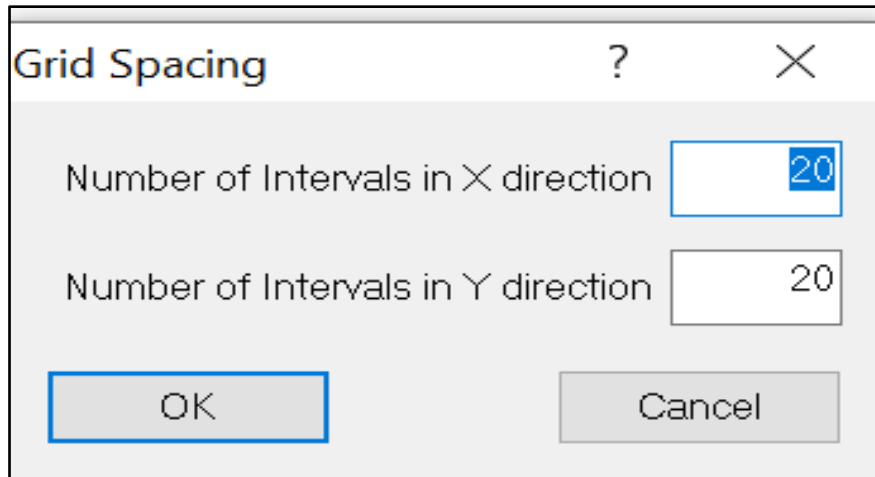 Grid Spacing ?
Number of Intervals in X direction 20
Number of Intervals in Y direction 20
OK Cancel